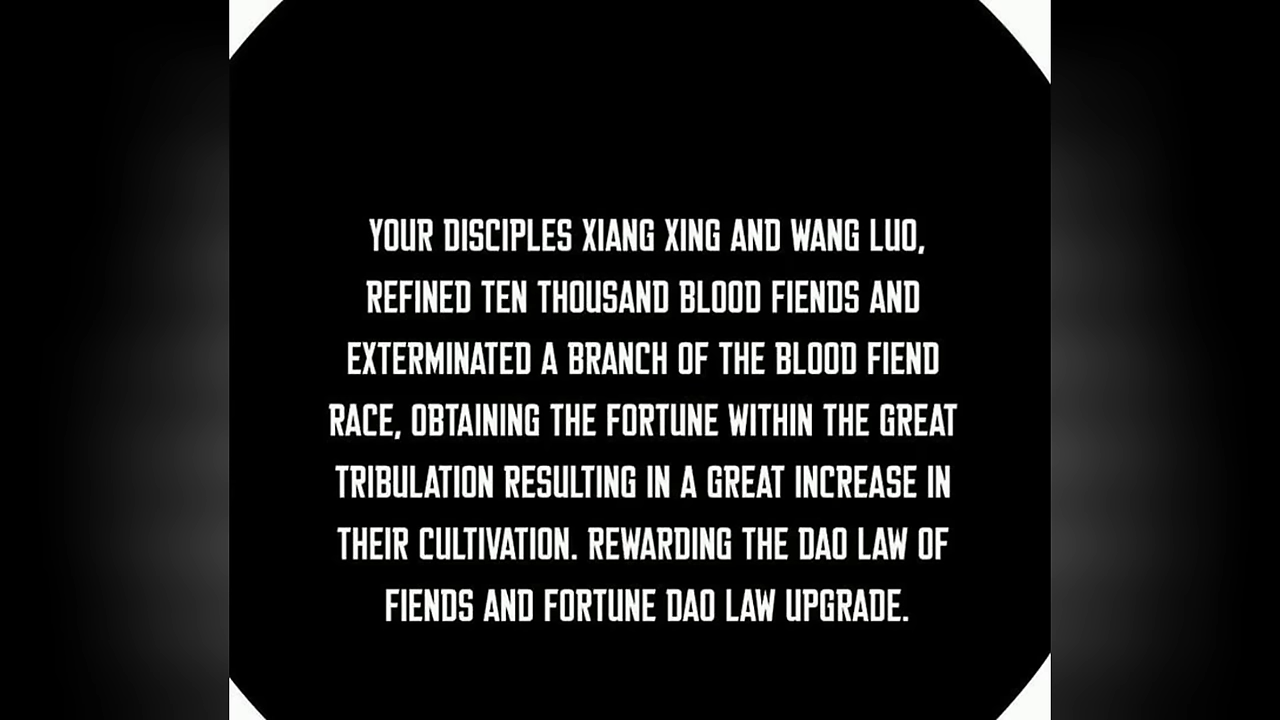 YOUR DISCIPLES XIANG XING AND WANG LUO,
REFINED TEN THOUSAND BLOOD FIENDS AND
EXTERMINATED A BRANCH OF THE BLOOD FIEND
RACE, OBTAINING THE FORTUNE WITHIN THE GREAT
TRIBULATION RESULTING IN A GREAT INCREASE IN
THEIR CULTIVATION. REWARDING THE DAO LAW OF
FIENDS AND FORTUNE DAO LAW UPGRADE.